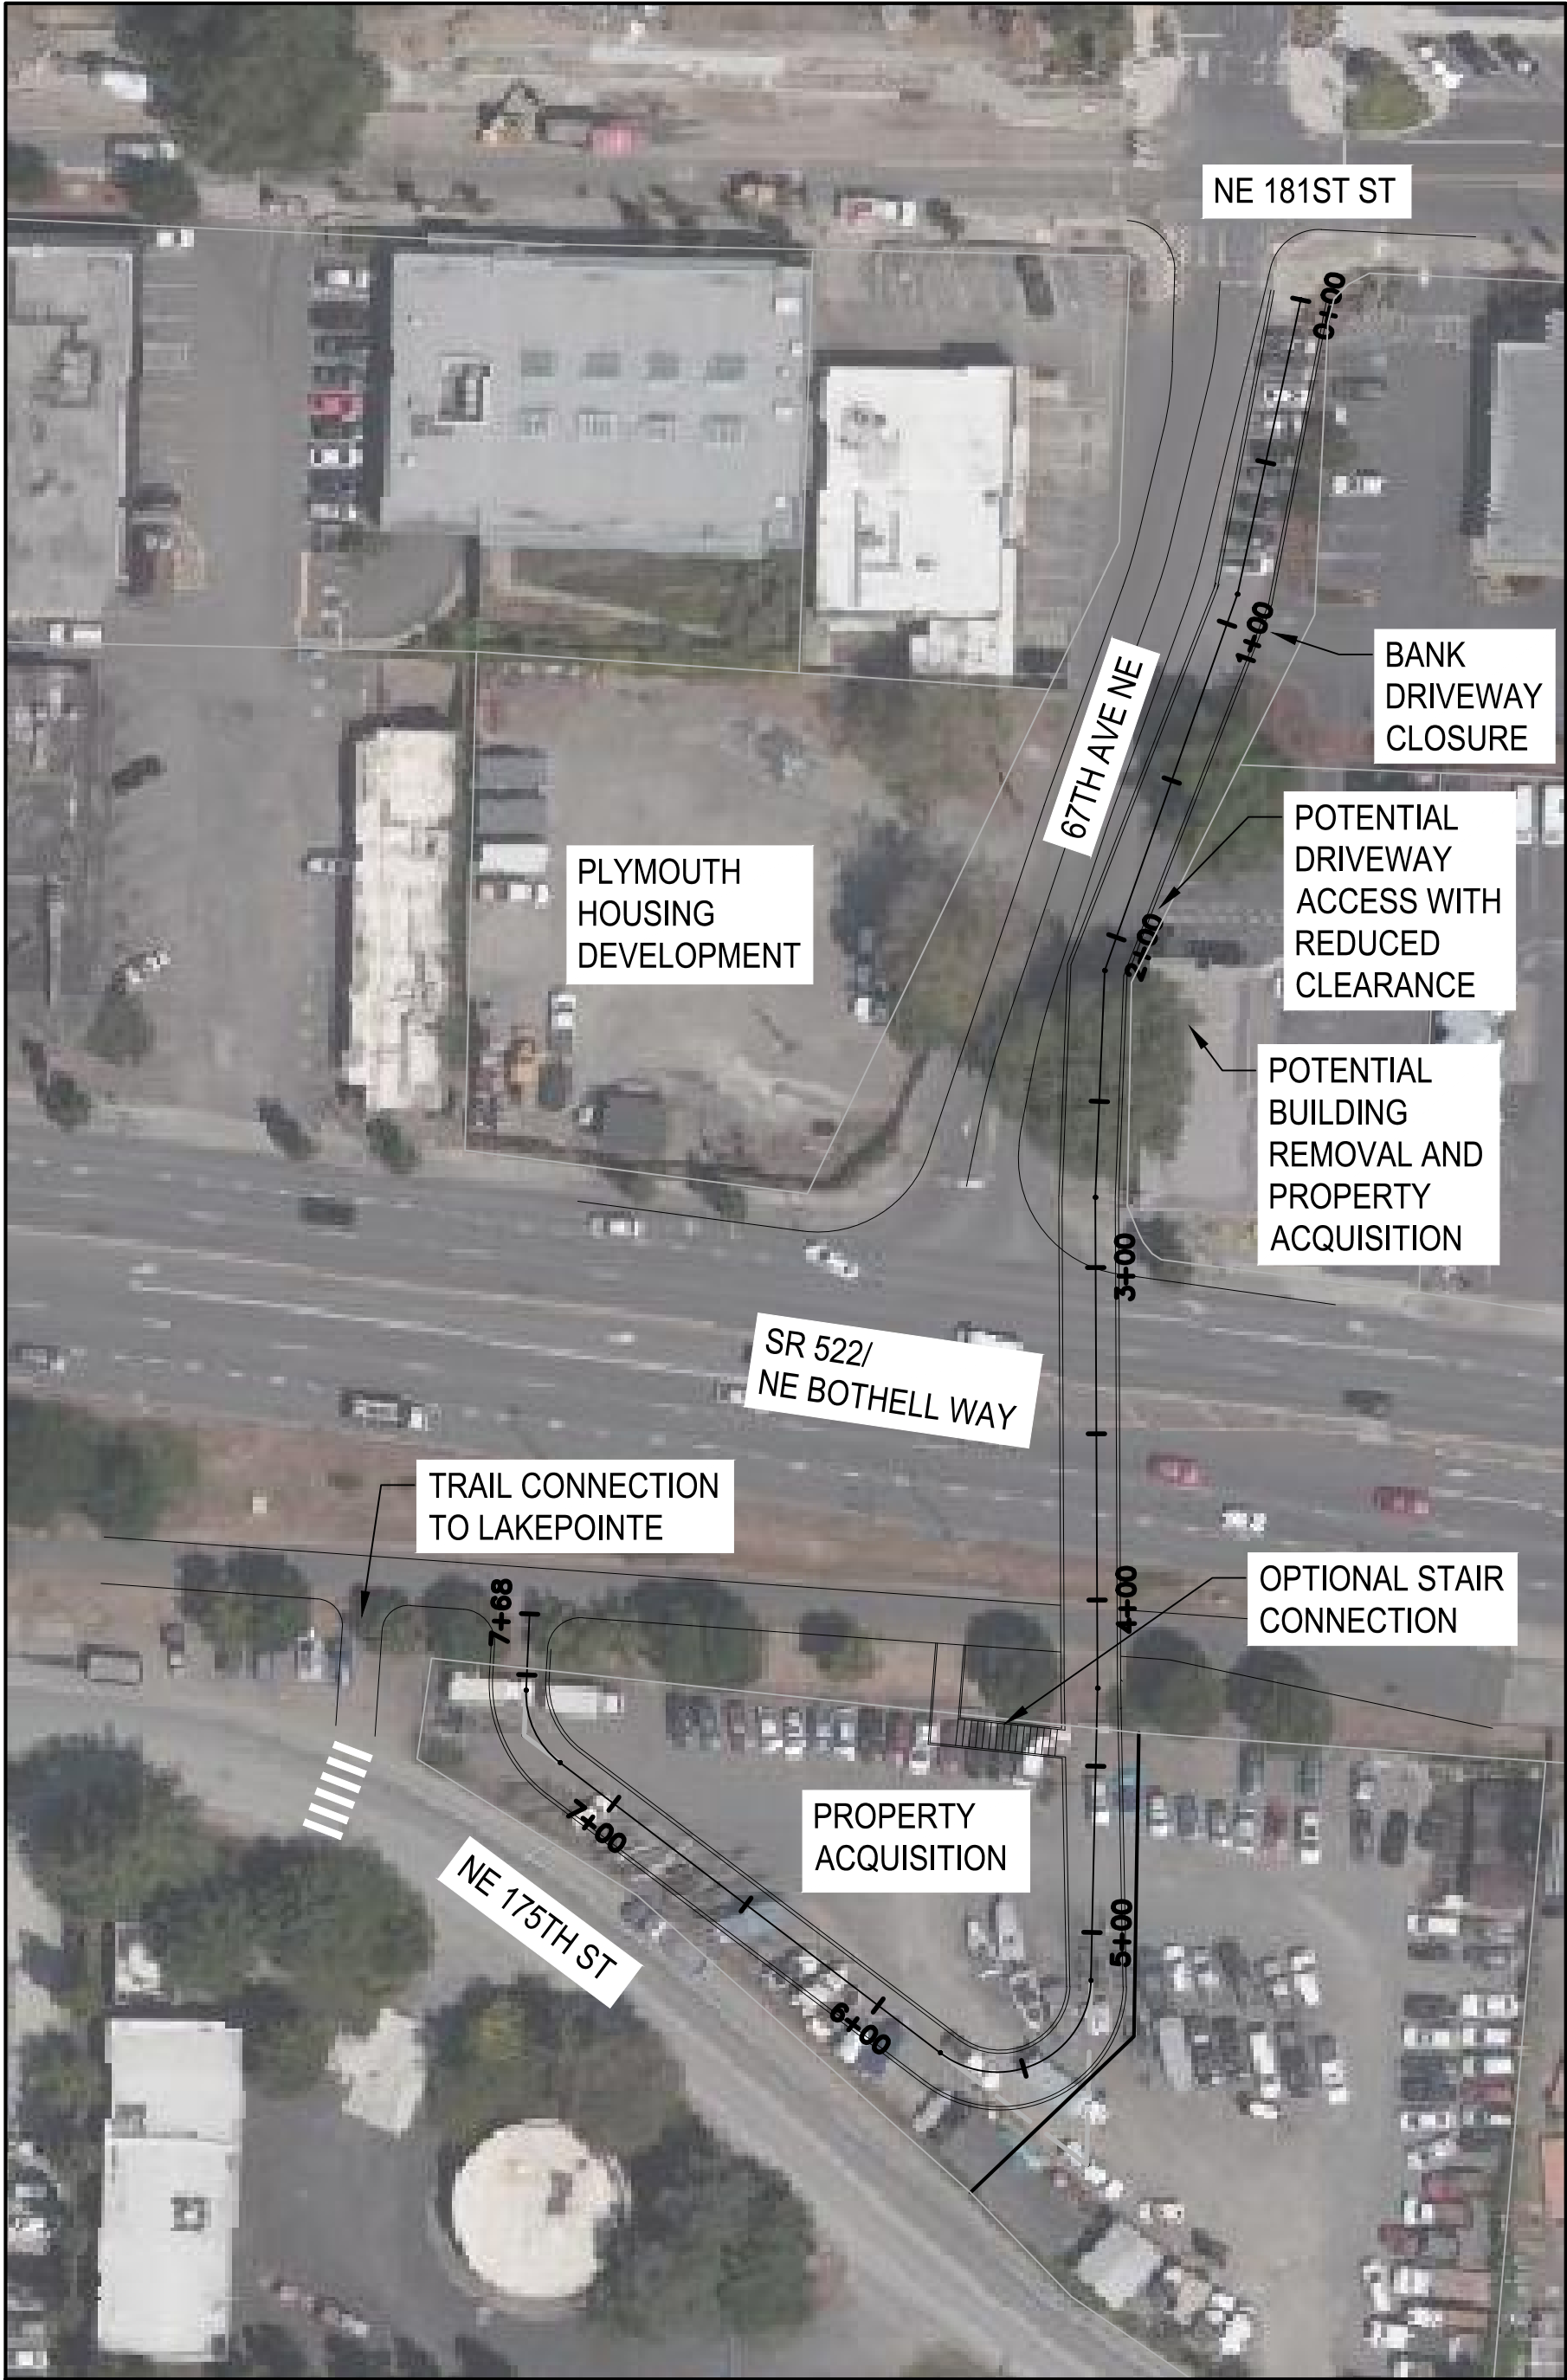 NE 181ST ST
0+00
1+00
BANK
DRIVEWAY
CLOSURE
67TH AVE NE
POTENTIAL
DRIVEWAY
ACCESS WITH
REDUCED
CLEARANCE
PLYMOUTH
HOUSING
DEVELOPMENT
2+00
POTENTIAL
BUILDING
REMOVAL AND
PROPERTY
ACQUISITION
3+00
SR 522/
NE BOTHELL WAY
TRAIL CONNECTION
TO LAKEPOINTE
7+68
4+00
OPTIONAL STAIR
CONNECTION
PROPERTY
ACQUISITION
7+00
NE 175TH ST
5+00
6+00